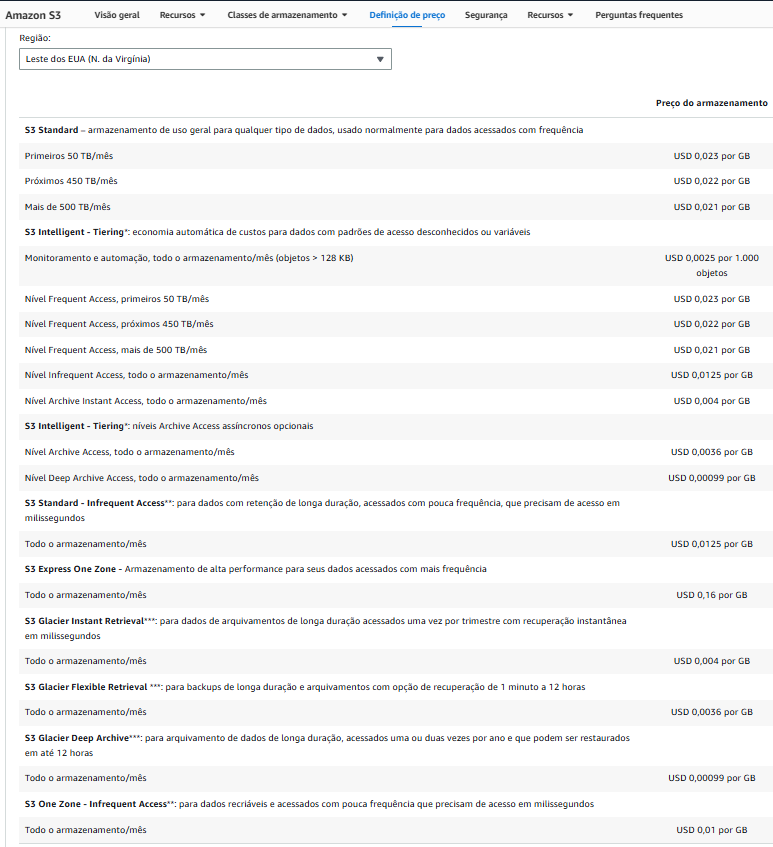 Amazon S3 Visão geral Recursos Classes de armazenamento Definição de preço Segurança Recursos Perguntas frequentes
Região:
Leste dos EUA (N. da Virgínia)
Preço do armazenamento
S3 Standard – armazenamento de uso geral para qualquer tipo de dados, usado normalmente para dados acessados com frequência
Primeiros 50 TB/mês USD 0,023 por GB
Próximos 450 TB/mês USD 0,022 por GB
Mais de 500 TB/mês USD 0,021 por GB
S3 Intelligent - Tiering*: economia automática de custos para dados com padrões de acesso desconhecidos ou variáveis
Monitoramento e automação, todo o armazenamento/mês (objetos > 128 KB) USD 0,0025 por 1.000
objetos
Nível Frequent Access, primeiros 50 TB/mês USD 0,023 por GB
Nível Frequent Access, próximos 450 TB/mês USD 0,022 por GB
Nível Frequent Access, mais de 500 TB/mês USD 0,021 por GB
Nível Infrequent Access, todo o armazenamento/mês USD 0,0125 por GB
Nível Archive Instant Access, todo o armazenamento/mês USD 0,004 por GB
S3 Intelligent - Tiering*: níveis Archive Access assíncronos opcionais
Nível Archive Access, todo o armazenamento/mês USD 0,0036 por GB
Nível Deep Archive Access, todo o armazenamento/mês USD 0,00099 por GB
S3 Standard - Infrequent Access**: para dados com retenção de longa duração, acessados com pouca frequência, que precisam de acesso em
milissegundos
Todo o armazenamento/mês USD 0,0125 por GB
S3 Express One Zone - Armazenamento de alta performance para seus dados acessados com mais frequência
Todo o armazenamento/mês USD 0,16 por GB
S3 Glacier Instant Retrieval***: para dados de arquivamentos de longa duração acessados uma vez por trimestre com recuperação instantânea
em milissegundos
Todo o armazenamento/mês USD 0,004 por GB
S3 Glacier Flexible Retrieval ***: para backups de longa duração e arquivamentos com opção de recuperação de 1 minuto a 12 horas
Todo o armazenamento/mês USD 0,0036 por GB
S3 Glacier Deep Archive***: para arquivamento de dados de longa duração, acessados uma ou duas vezes por ano e que podem ser restaurados
em até 12 horas
Todo o armazenamento/mês USD 0,00099 por GB
S3 One Zone - Infrequent Access**: para dados recriáveis e acessados com pouca frequência que precisam de acesso em milissegundos
Todo o armazenamento/mês USD 0,01 por GB